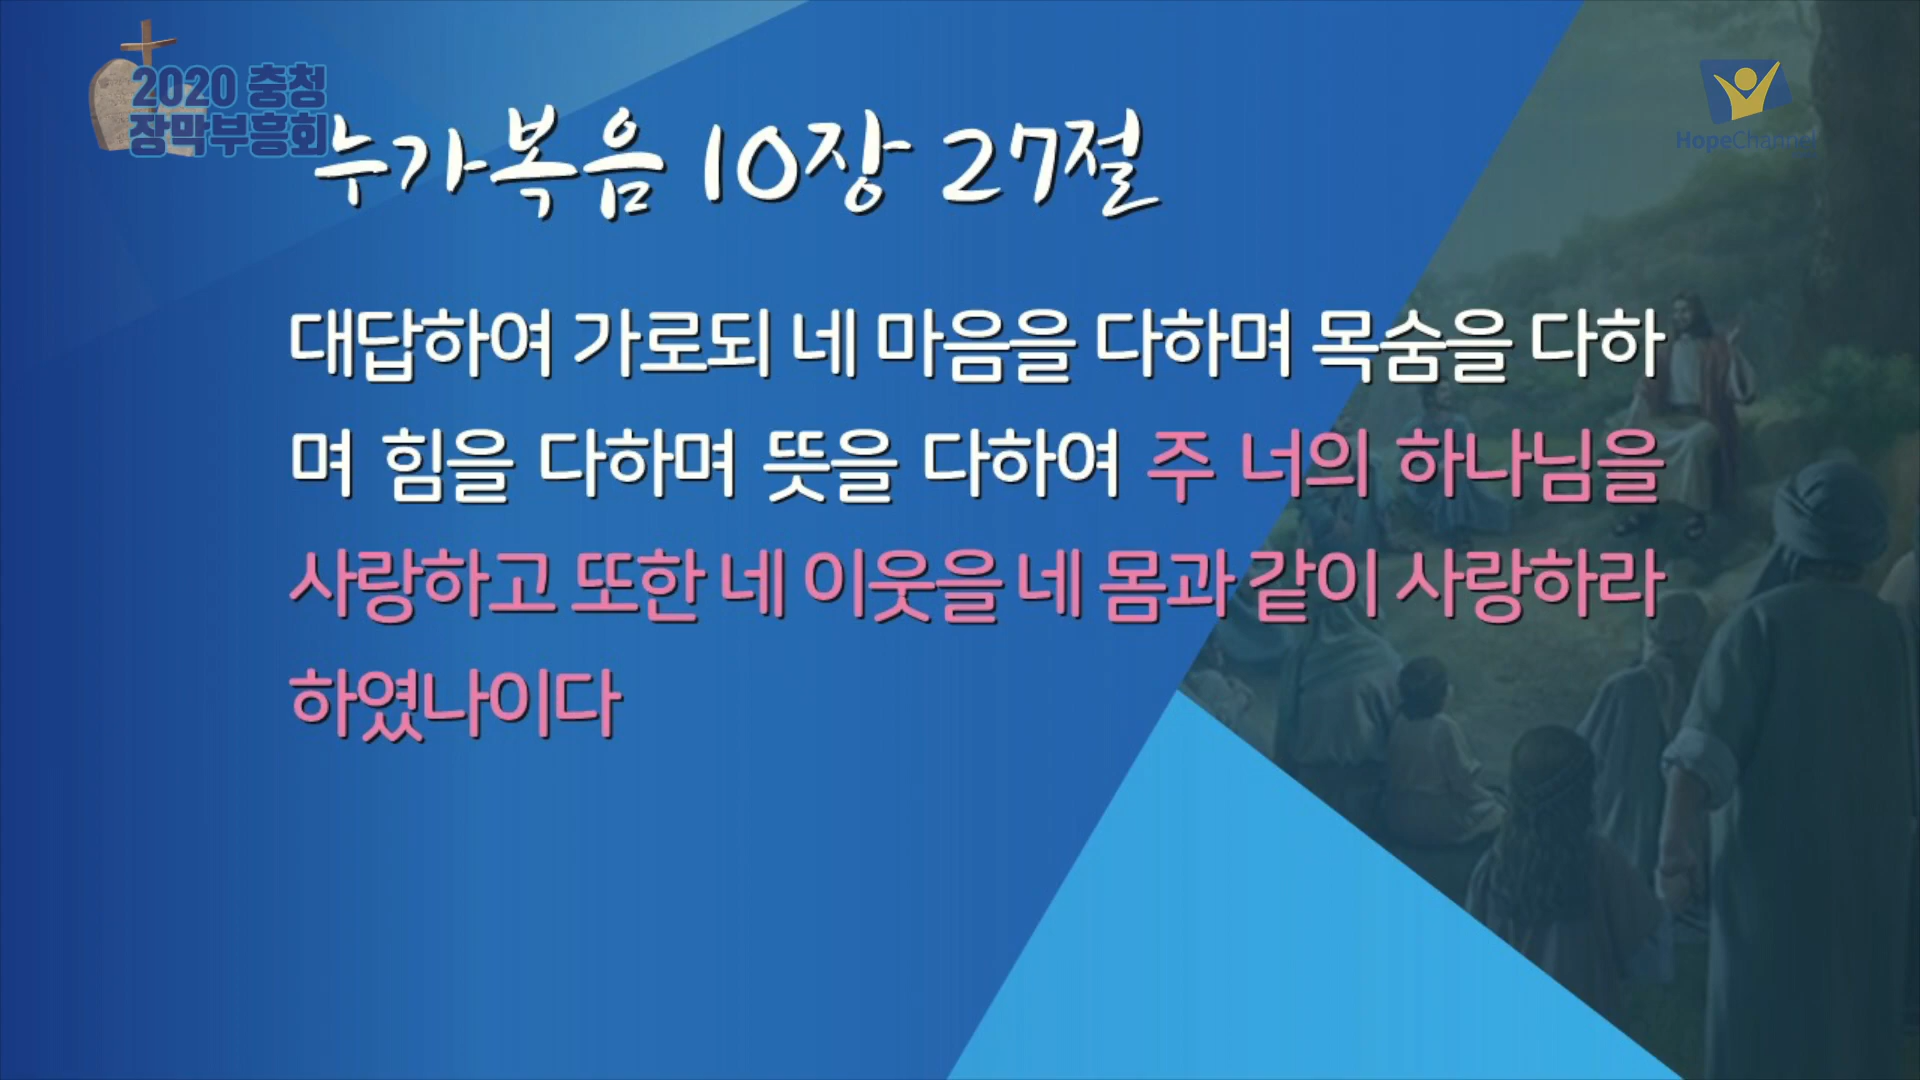 2020 충청
장막부흥회
HopeChannel
누가복음 10장 27절
대답하여 가로되 네 마음을 다하며 목숨을 다하
며 힘을 다하며 뜻을 다하여 주 너의 하나님을
사랑하고 또한 네 이웃을 네 몸과 같이 사랑하라
하였나이다